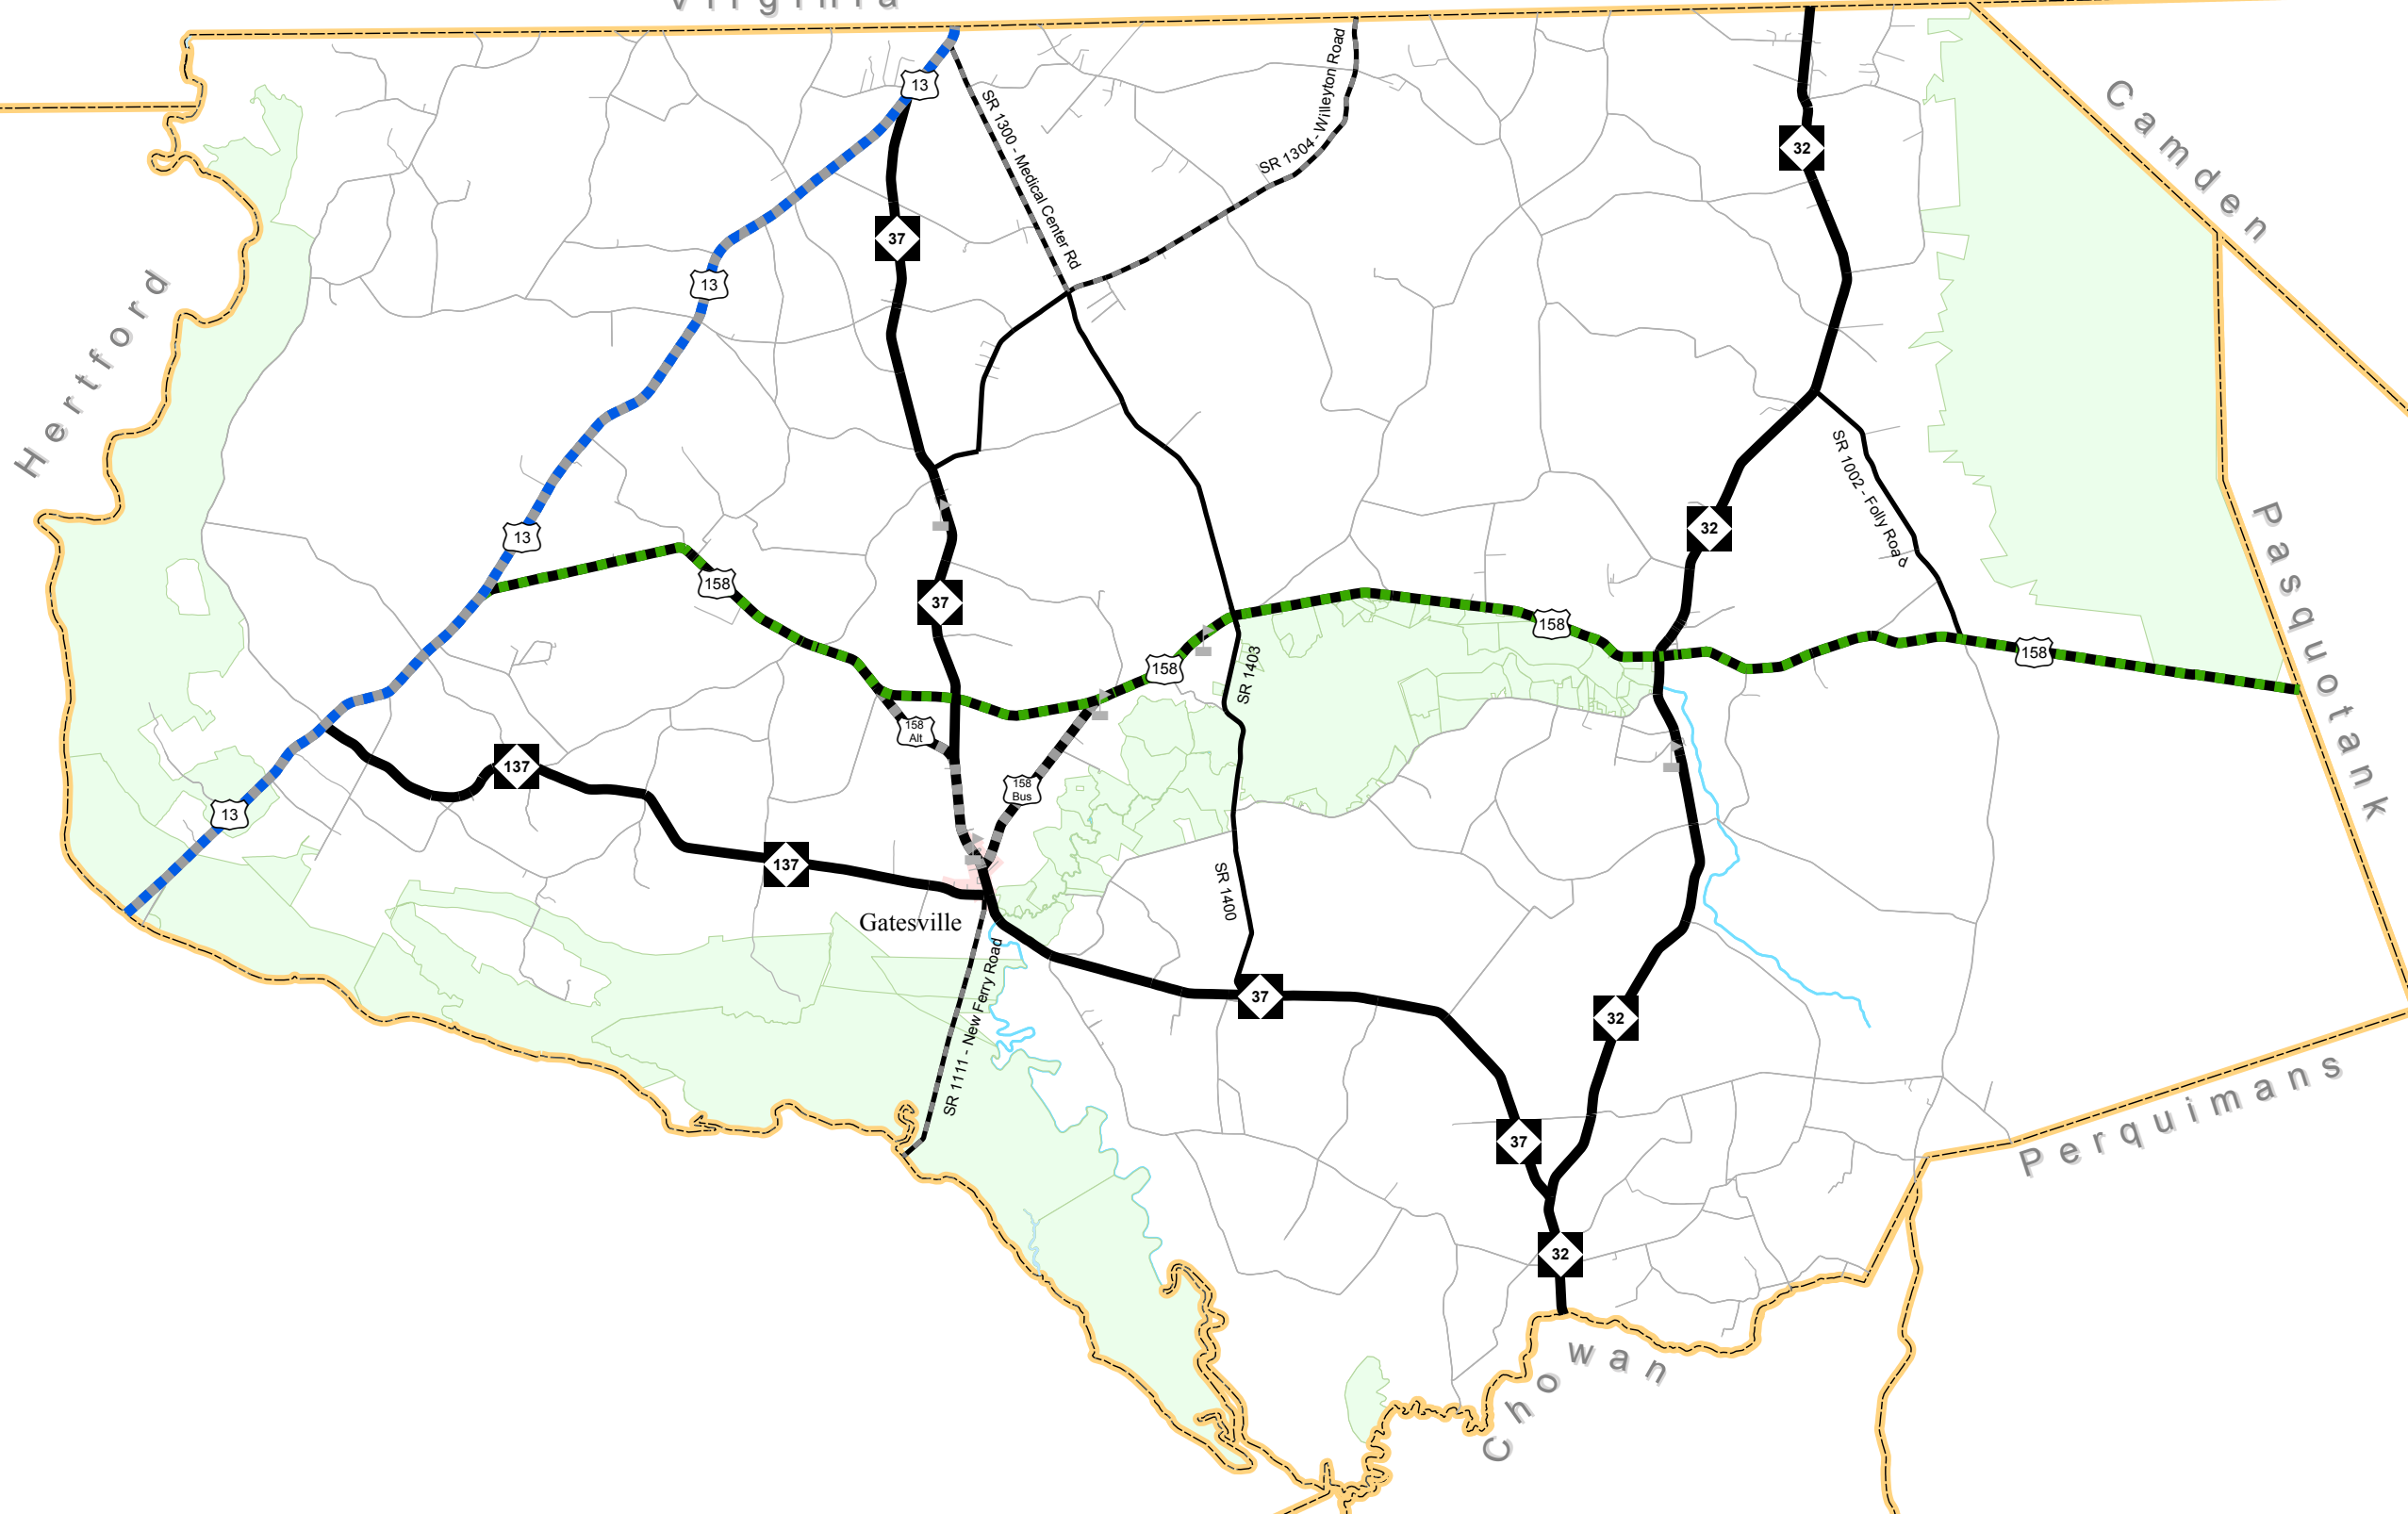 Virginia
13
SR 1300 - Medical Center Rd
SR 1304 - Willeyton Road
Camden
32
37
13
Hertford
SR 1002 - Folly Road
32
13
Pasquotank
158
37
158
158
158
SR 1403
158
Alt
137
158
Bus
13
137
SR 1400
Gatesville
37
32
SR 1111 - New Ferry Road
Perquimans
37
32
Chowan